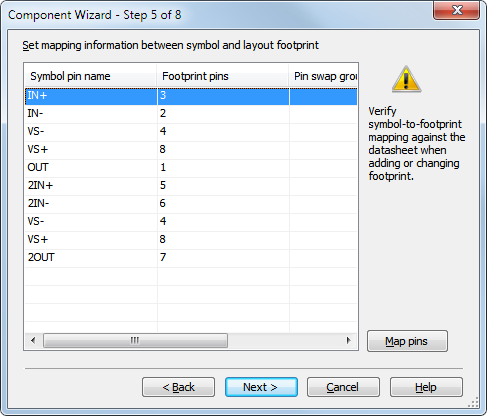 Component Wizard - Step 5 of 8
Set mapping information between symbol and layout footprint
Symbol pin name Footprint pins Pin swap grou
IN+ 3
IN- 2
VS- 4
VS+ 8
OUT 1
2IN+ 5
2IN- 6
VS- 4
VS+ 8
2OUT 7
Verify
symbol-to-footprint
mapping against the
datasheet when
adding or changing
footprint.
Map pins
< Back Next > Cancel Help